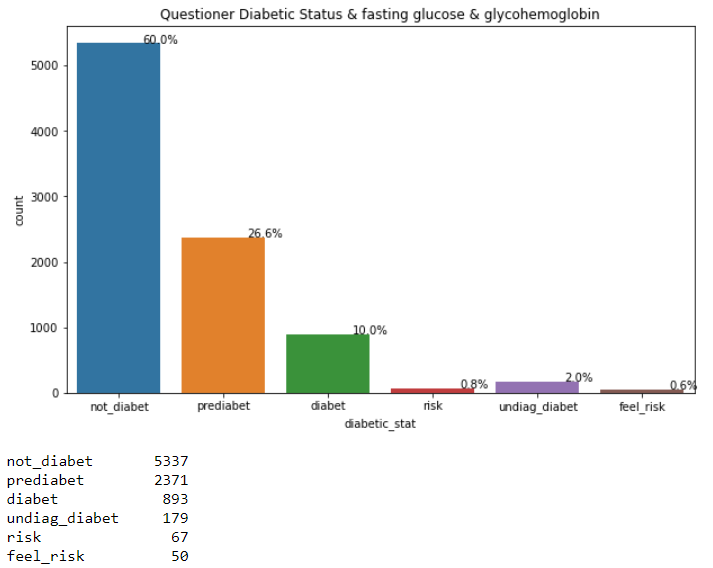 Questioner Diabetic Status & fasting glucose & glycohemoglobin
60.0%
5000
4000
3000
26.6%
2000
1000
10.0%
0.8%
2.0%
0.6%
0
count
not_diabet prediabet diabet risk undiag_diabet feel_risk
diabetic_stat
not_diabet 5337
prediabet 2371
diabet 893
undiag_diabet 179
risk 67
feel_risk 50